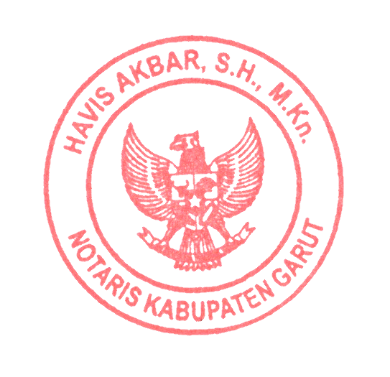 HAVIS AKBAR, S.H., M.Kn.
NOTARIS KABUPATEN GARUT